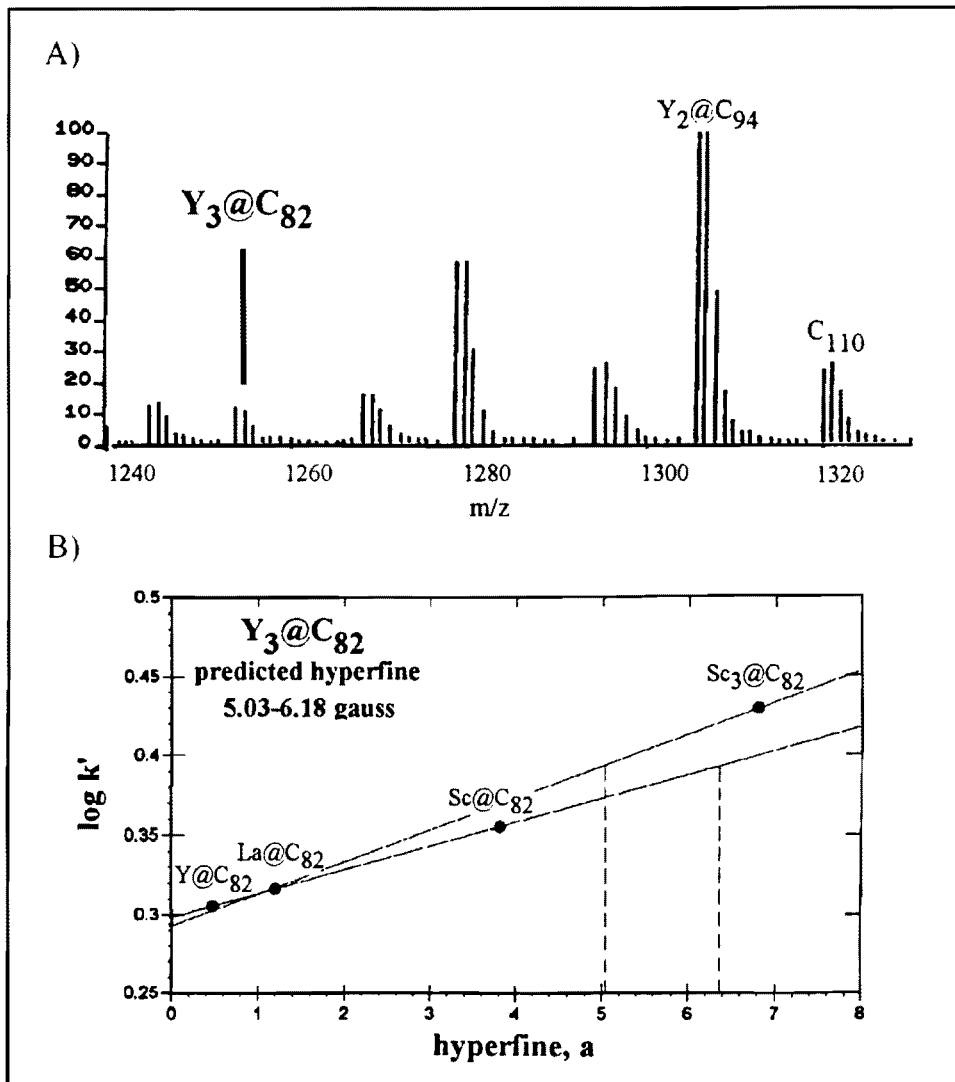 A)
Y2@C94
100
90
80
70
60
50
40
30
20
10
0
Y3@C82
C110
1240 1260 1280 1300 1320
m/z
B)
0.5
0.45
0.4
0.35
0.3
0.25
Y3@C82
predicted hyperfine
5.03-6.18 gauss
Sc3@C82
Sc@C82
La@C82
Y@C82
log k'
0 1 2 3 4 5 6 7 8
hyperfine, a